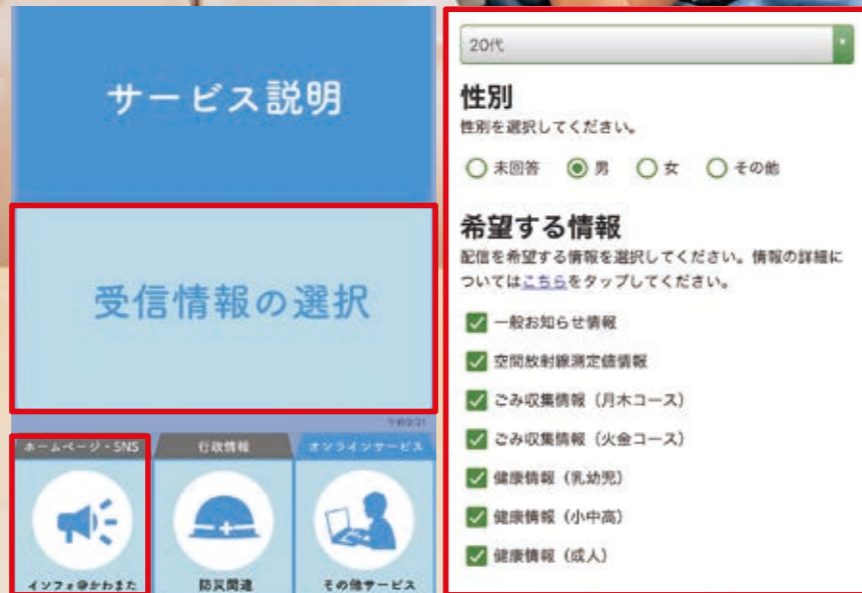 サービス説明
受信情報の選択
午前9:31
ホームページ・SNS
行政情報
オンラインサービス
インフォ@かわまた
防災関連
その他サービス
20代
性別
性別を選択してください。
未回答 男 女 その他
希望する情報
配信を希望する情報を選択してください。情報の詳細に
ついてはこちらをタップしてください。
一般お知らせ情報
空間放射線測定値情報
ごみ収集情報（月木コース）
ごみ収集情報（火金コース）
健康情報（乳幼児）
健康情報（小中高）
健康情報（成人）